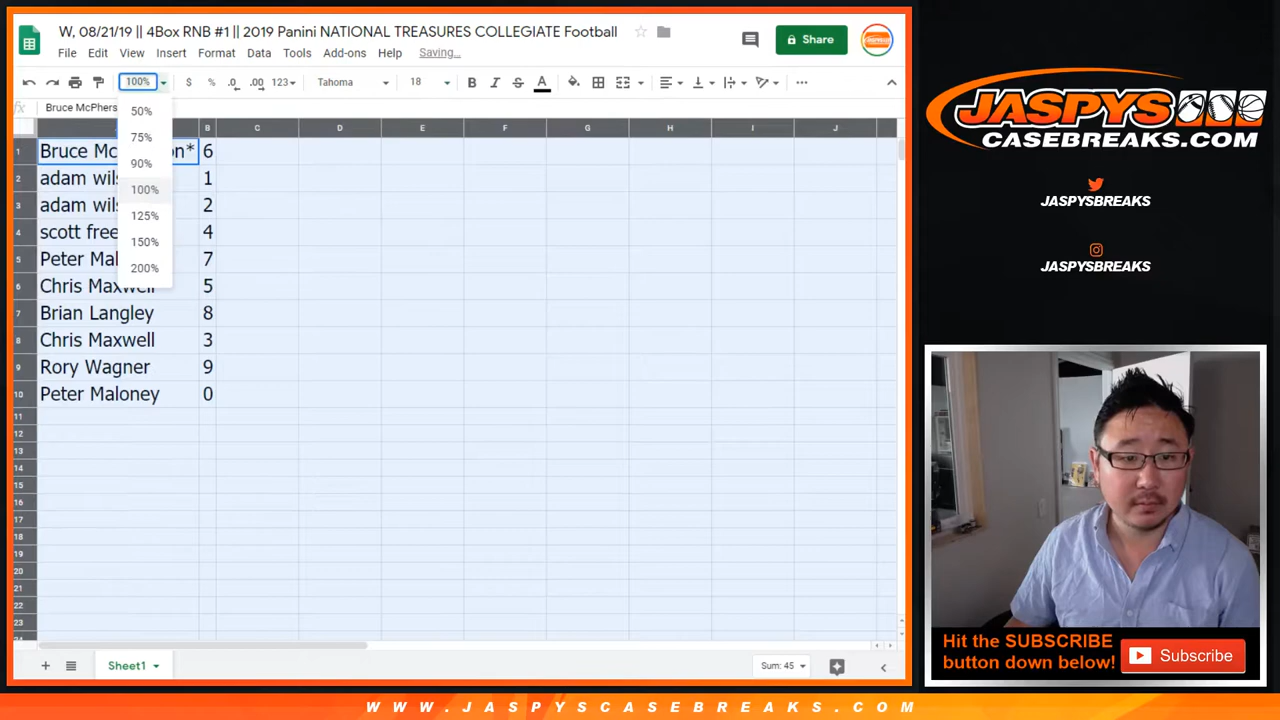 W, 08/21/19 || 4Box RNB #1 || 2019 Panini NATIONAL TREASURES COLLEGIATE Football
File Edit View Insert Format Data Tools Add-ons Help Saving...
Share
100% $ % .0 .00 123 Tahoma 18 B I S A
fx Bruce McPhers
50%
75%
90%
100%
125%
150%
200%
A B C D E F G H I J
1 Bruce Mc on* 6
2 adam wils 1
3 adam wils 2
4 scott free 4
5 Peter Mal 7
6 Chris Maxwell 5
7 Brian Langley 8
8 Chris Maxwell 3
9 Rory Wagner 9
10 Peter Maloney 0
11
12
13
14
15
16
17
18
19
20
21
22
23
Sheet1
Sum: 45
JASPYS
CASEBREAKS.COM
JASPYSBREAKS
JASPYSBREAKS
Hit the SUBSCRIBE
button down below!
Subscribe
WWW.JASPYSCASEBREAKS.COM